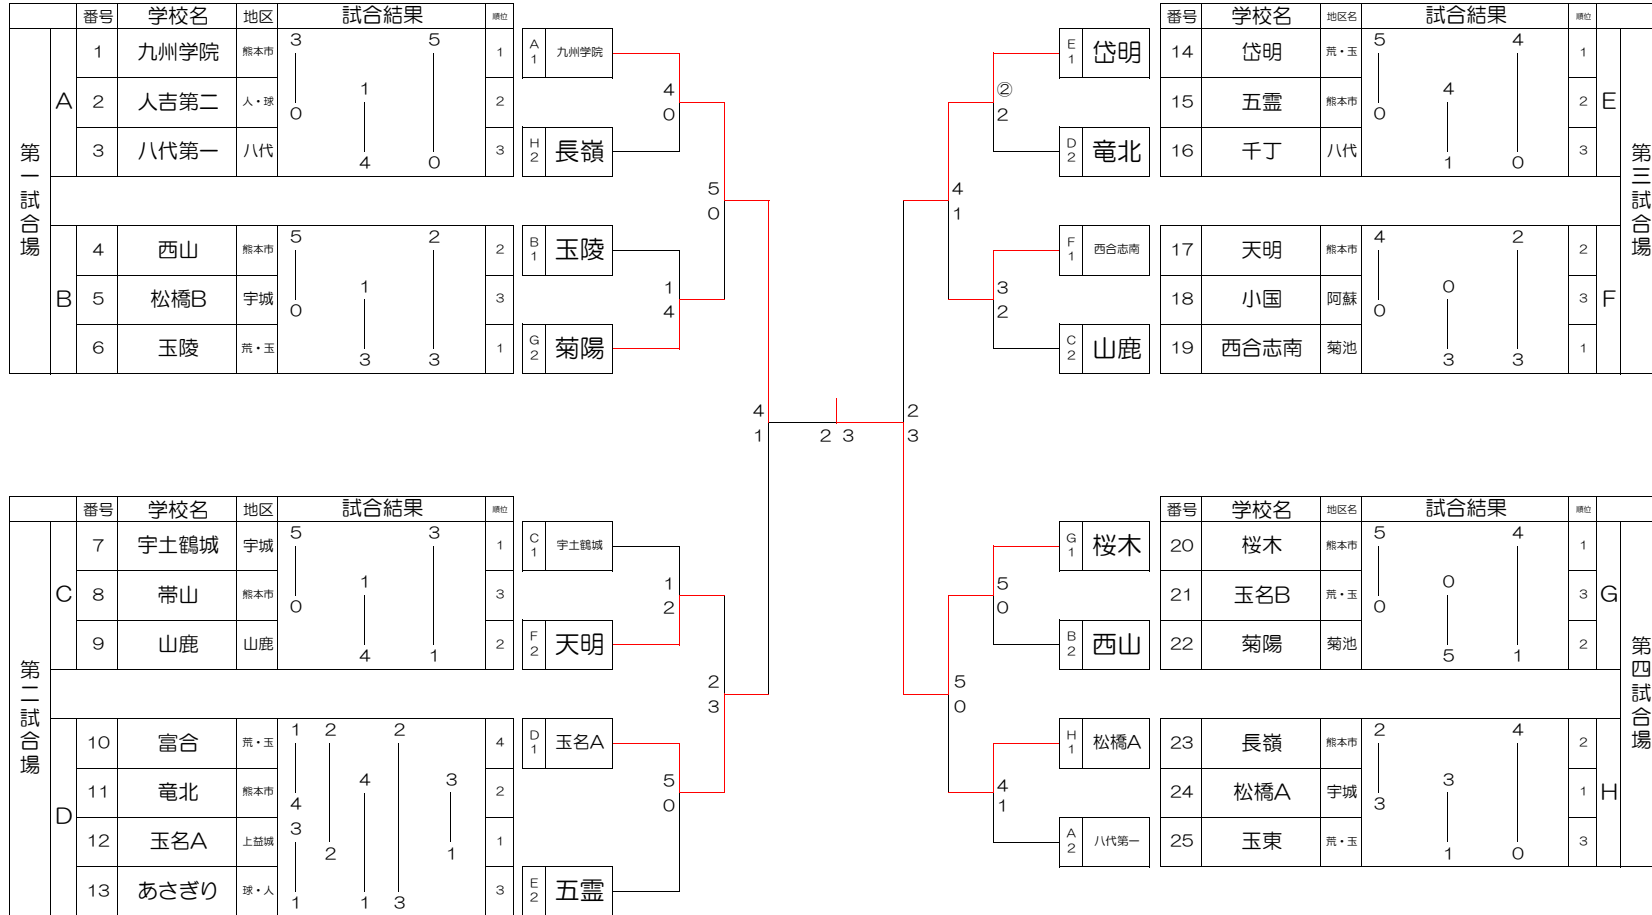 番号 学校名 地区 試合結果 順位
第一試合場
A
1 九州学院 熊本市 1
2 人吉第二 人・球 2
3 八代第一 八代 3
3 0 1 4 5 0
B
4 西山 熊本市 2
5 松橋B 宇城 3
6 玉陵 荒・玉 1
5 0 1 3 2 3
A1 九州学院
H2 長嶺
4
0
B1 玉陵
G2 菊陽
1
4
5
0
番号 学校名 地区 試合結果 順位
第二試合場
C
7 宇土鶴城 宇城 1
8 帯山 熊本市 3
9 山鹿 山鹿 2
5 0 1 4 3 1
D
10 富合 荒・玉 4
11 竜北 熊本市 2
12 玉名A 上益城 1
13 あさぎり 球・人 3
1 4 3 1 2 2 4 1 2 3 3 1
C1 宇土鶴城
F2 天明
1
2
D1 玉名A
E2 五霊
5
0
2
3
4
1
2 3
2
3
E1 岱明
D2 竜北
②
2
F1 西合志南
C2 山鹿
3
2
4
1
番号 学校名 地区名 試合結果 順位
第三試合場
E
14 岱明 荒・玉 1
15 五霊 熊本市 2
16 千丁 八代 3
5 0 4 1 4 0
F
17 天明 熊本市 2
18 小国 阿蘇 3
19 西合志南 菊池 1
4 0 0 3 2 3
G1 桜木
B2 西山
5
0
H1 松橋A
A2 八代第一
4
1
5
0
番号 学校名 地区名 試合結果 順位
第四試合場
G
20 桜木 熊本市 1
21 玉名B 荒・玉 3
22 菊陽 菊池 2
5 0 0 5 4 1
H
23 長嶺 熊本市 2
24 松橋A 宇城 1
25 玉東 荒・玉 3
2 3 3 1 4 0